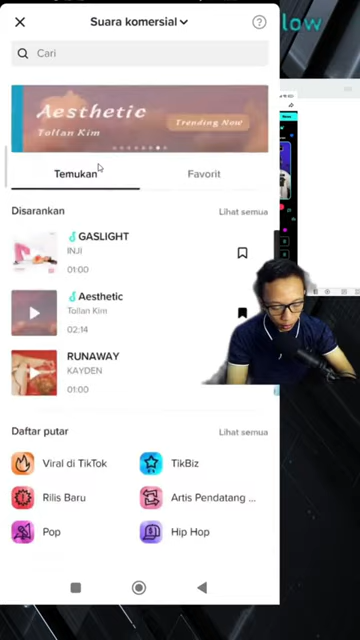 Suara komersial
low
Cari
Aesthetic
Tollan Kim
Trending Now
Temukan
Favorit
Disarankan
Lihat semua
GASLIGHT
INJI
01:00
Aesthetic
Tollan Kim
02:14
RUNAWAY
KAYDEN
01:00
Daftar putar
Lihat semua
Viral di TikTok
TikBiz
Rilis Baru
Artis Pendatang ...
Pop
Hip Hop